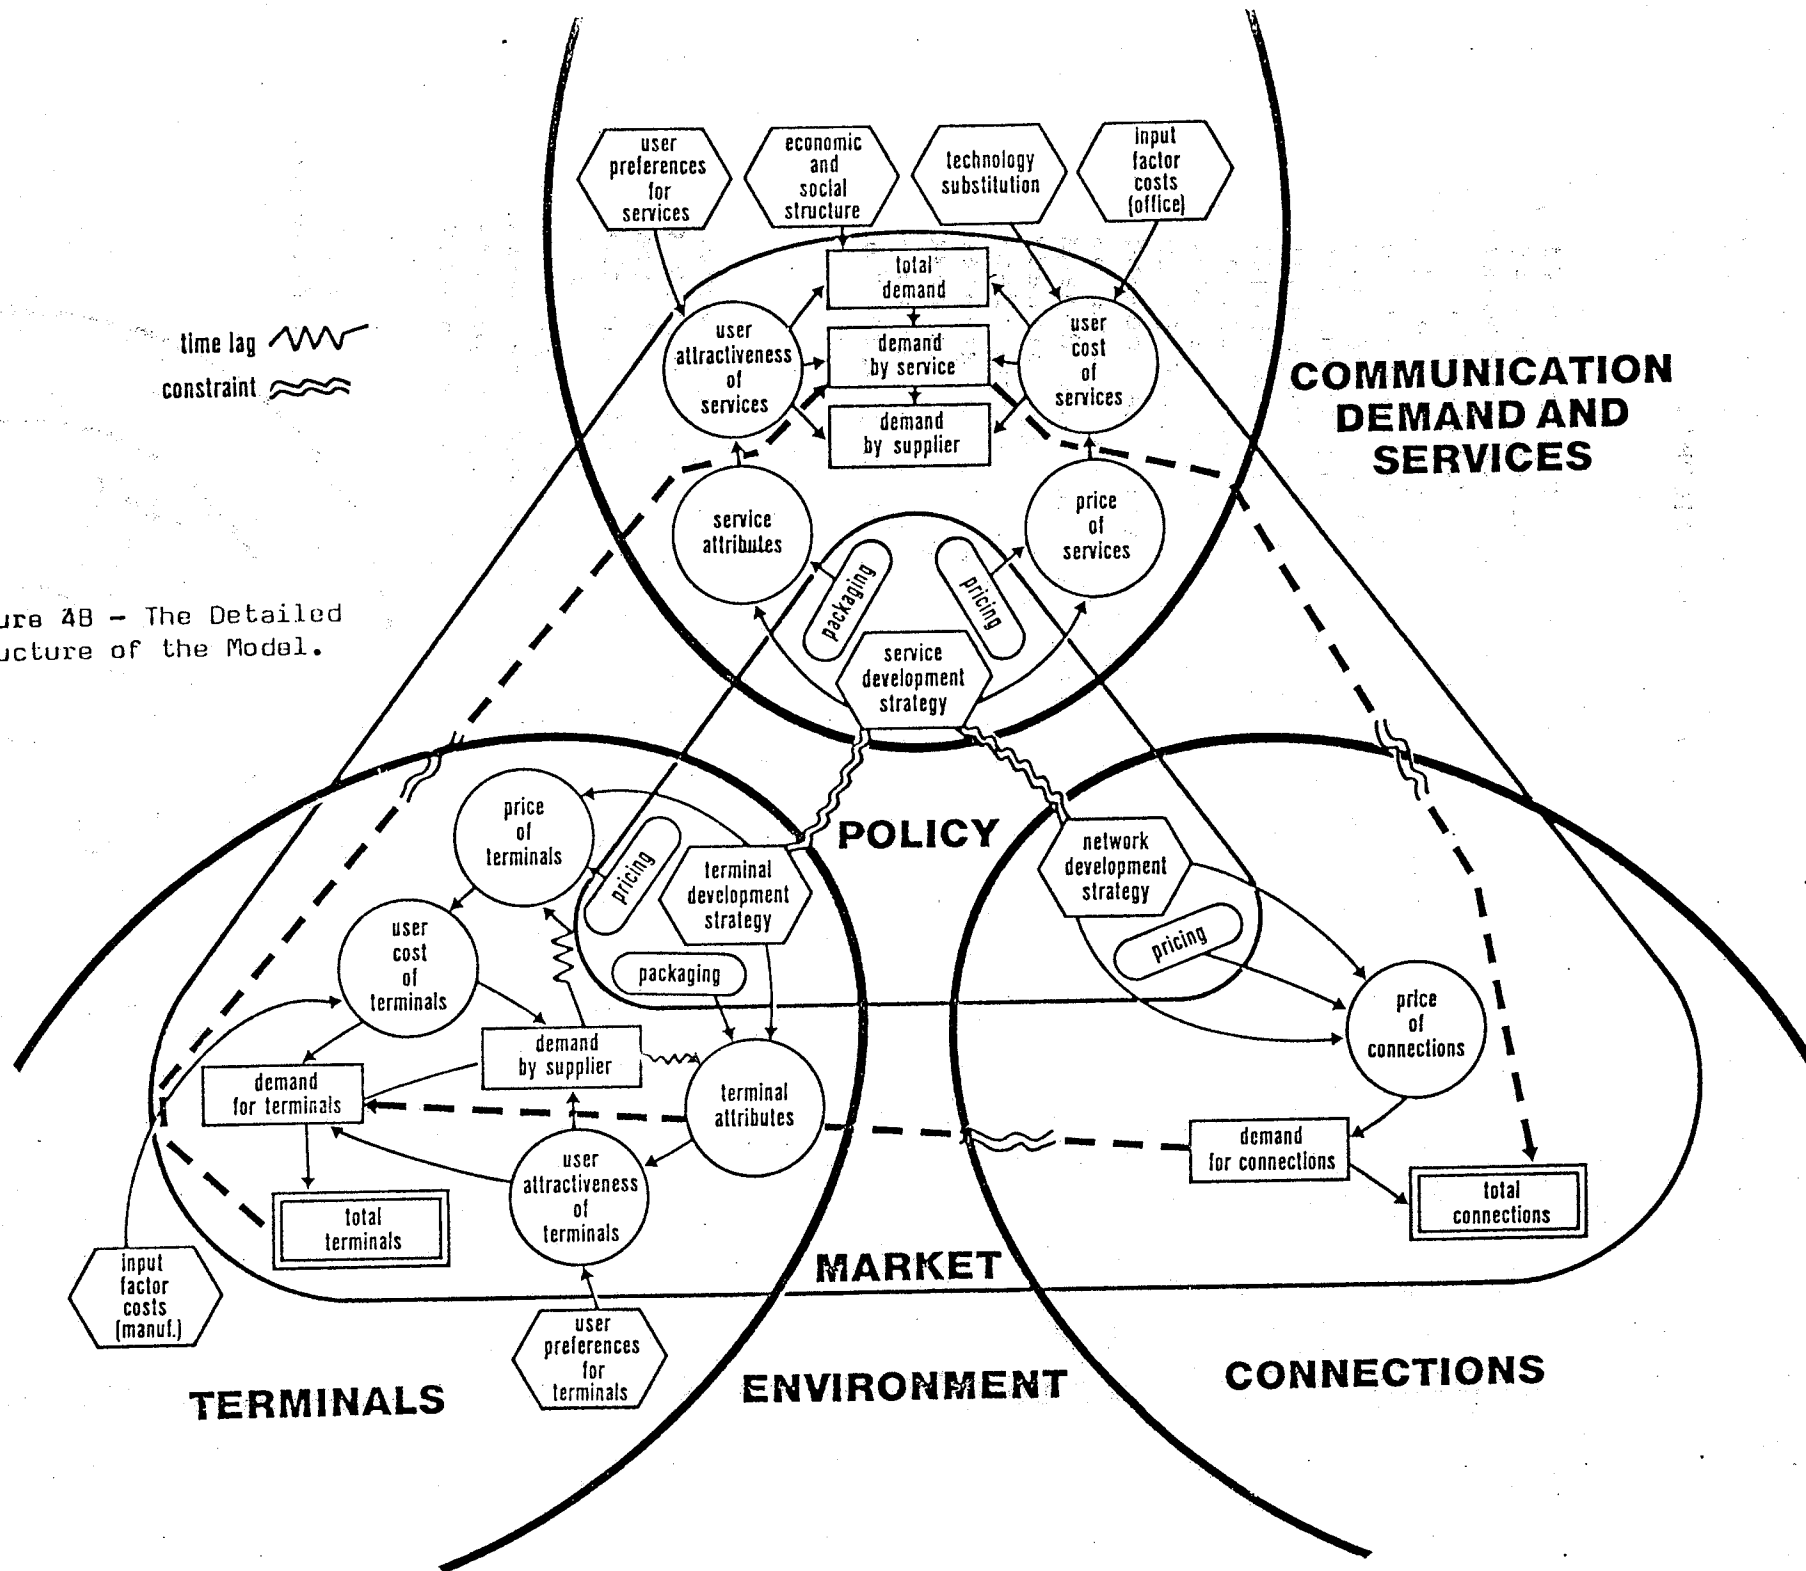 user
preferences
for
services
economic
and
social
structure
technology
substitution
input
factor
costs
(office)
total
demand
user
attractiveness
of
services
demand
by service
user
cost
of
services
demand
by supplier
time lag
constraint
COMMUNICATION
DEMAND AND
SERVICES
service
attributes
price
of
services
packaging
pricing
ure 4B - The Detailed
ucture of the Model.
service
development
strategy
POLICY
price
of
terminals
pricing
terminal
development
strategy
network
development
strategy
pricing
user
cost
of
terminals
packaging
price
of
connections
demand
by supplier
demand
for terminals
terminal
attributes
demand
for connections
user
attractiveness
of
terminals
total
terminals
total
connections
input
factor
costs
(manuf.)
MARKET
user
preferences
for
terminals
TERMINALS
ENVIRONMENT
CONNECTIONS